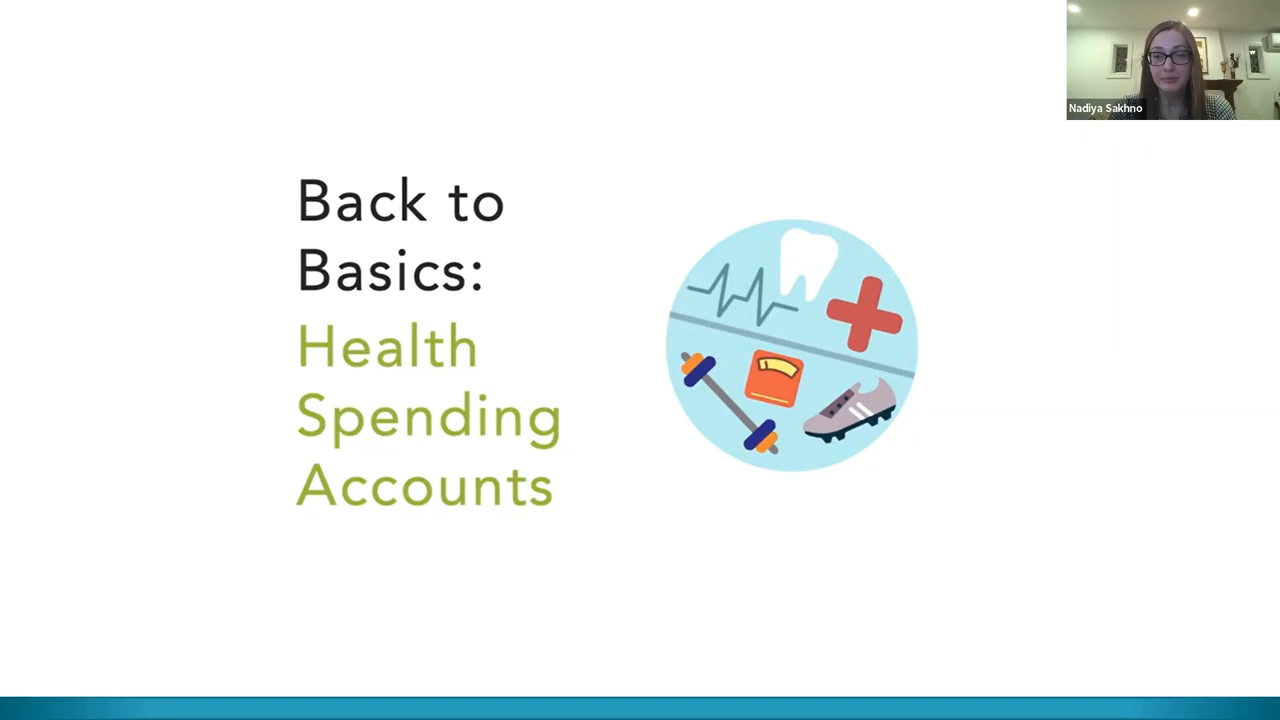 Nadiya Sakhno
Back to
Basics:
Health
Spending
Accounts